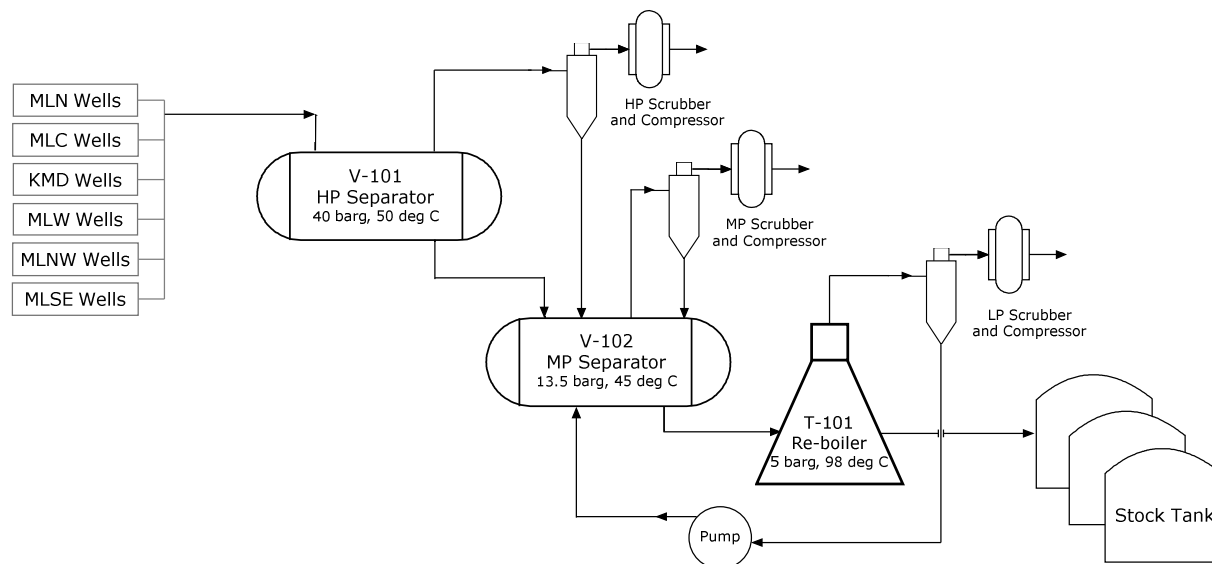 MLN Wells
MLC Wells
KMD Wells
MLW Wells
MLNW Wells
MLSE Wells
V-101
HP Separator
40 barg, 50 deg C
HP Scrubber
and Compressor
V-102
MP Separator
13.5 barg, 45 deg C
MP Scrubber
and Compressor
T-101
Re-boiler
5 barg, 98 deg C
LP Scrubber
and Compressor
Pump
Stock Tank